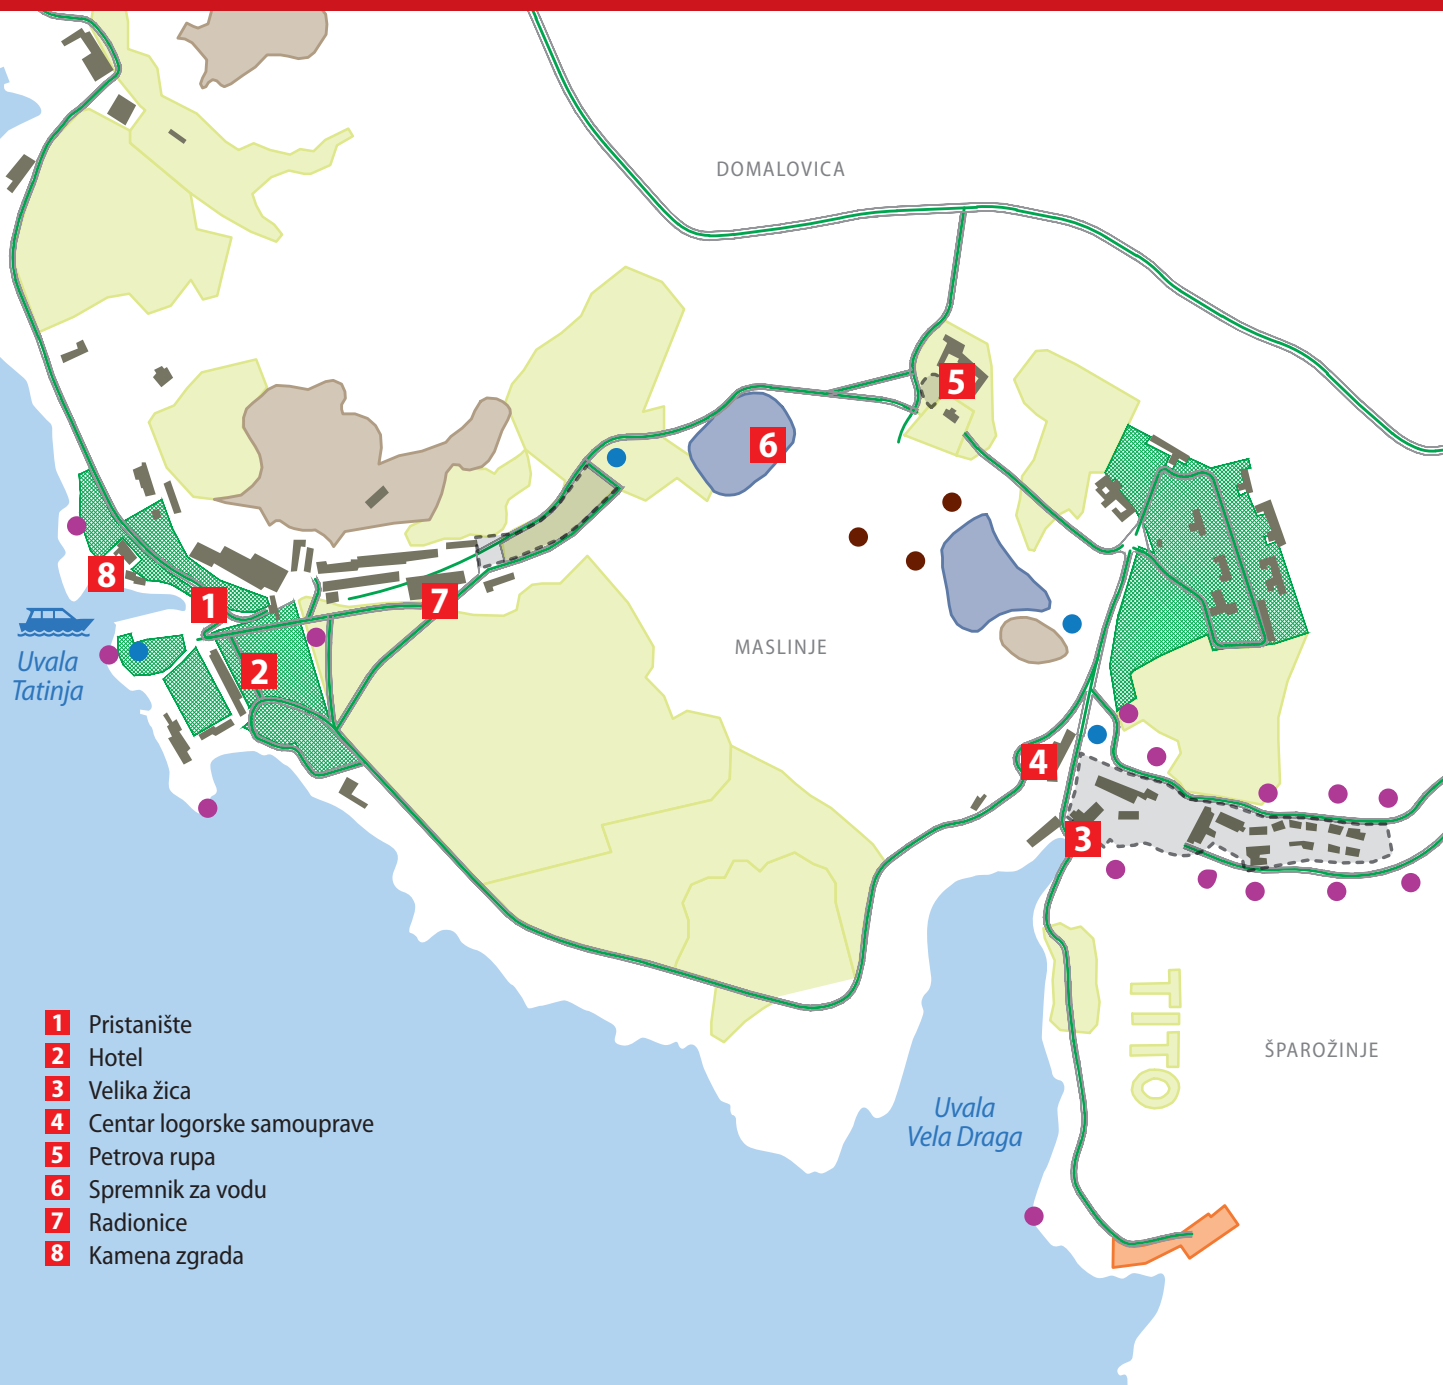 DOMALOVICA
5
6
8
1
7
MASLINJE
2
Uvala
Tatinja
4
3
TITO
1 Pristanište
2 Hotel
3 Velika žica
4 Centar logorske samouprave
5 Petrova rupa
6 Spremnik za vodu
7 Radionice
8 Kamena zgrada
ŠPAROŽINJE
Uvala
Vela Draga